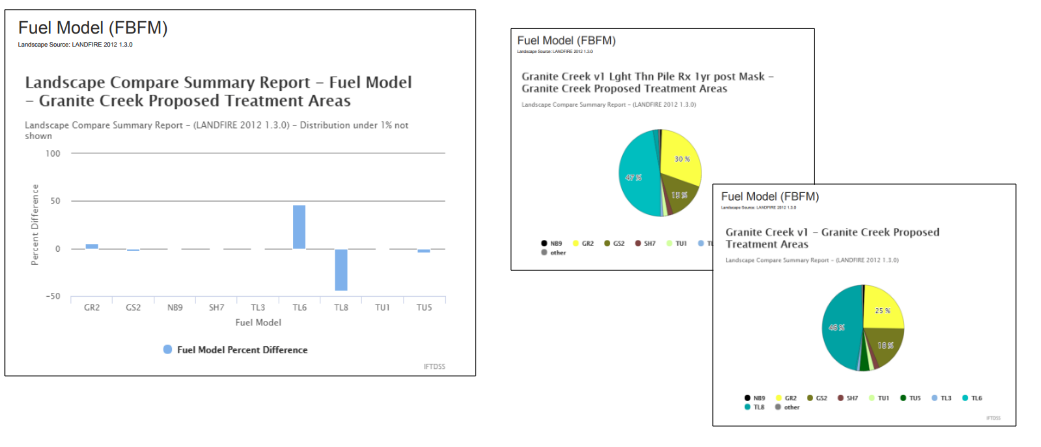 Fuel Model (FBFM)
Landscape Source: LANDFIRE 2012 1.3.0
Landscape Compare Summary Report – Fuel Model
– Granite Creek Proposed Treatment Areas
Landscape Compare Summary Report – (LANDFIRE 2012 1.3.0) – Distribution under 1% not
shown
100
50
0
-50
Percent Difference
GR2 GS2 NB9 SH7 TL3 TL6 TL8 TU1 TU5
Fuel Model
Fuel Model Percent Difference
IFTDSS
Fuel Model (FBFM)
Landscape Source: LANDFIRE 2012 1.3.0
Granite Creek v1 Lght Thn Pile Rx 1yr post Mask –
Granite Creek Proposed Treatment Areas
Landscape Compare Summary Report – (LANDFIRE 2012 1.3.0)
30 %
NB9 GR2 GS2 SH7 TU1
other
Fuel Model (FBFM)
Landscape Source: LANDFIRE 2012 1.3.0
Granite Creek v1 – Granite Creek Proposed
Treatment Areas
Landscape Compare Summary Report – (LANDFIRE 2012 1.3.0)
25 %
18 %
NB9 GR2 GS2 SH7 TU1 TU5 TL3 TL6
TL8 other
IFTDSS